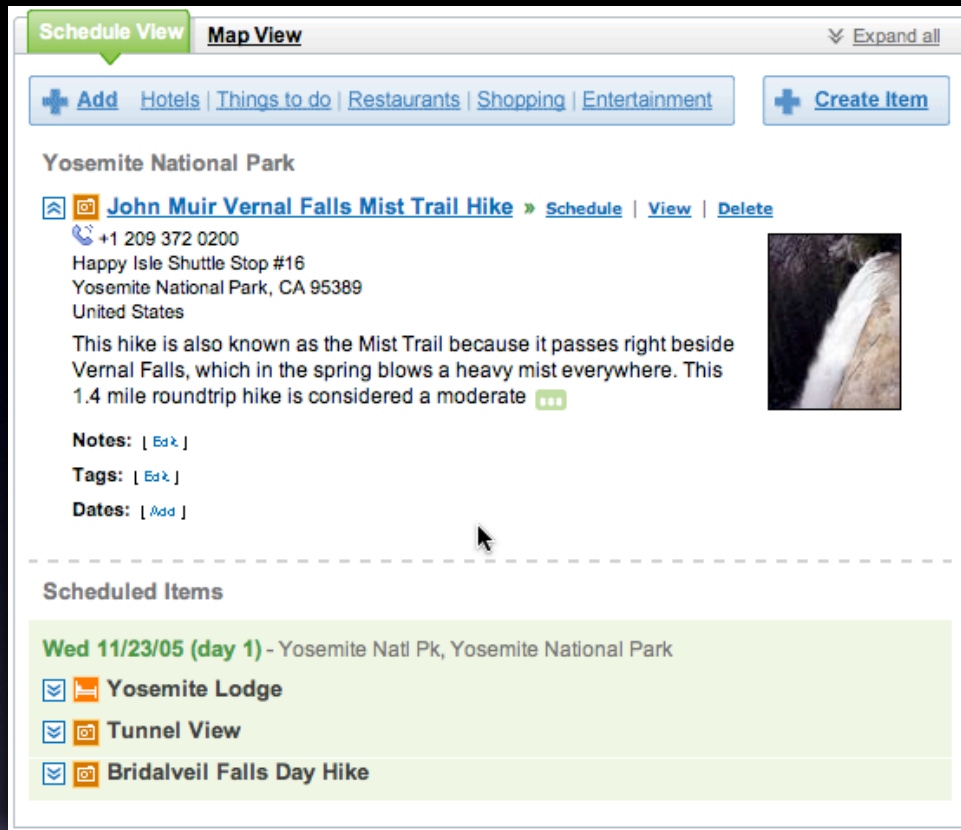 Schedule View Map View Expand all
Add Hotels | Things to do | Restaurants | Shopping | Entertainment Create Item
Yosemite National Park
John Muir Vernal Falls Mist Trail Hike » Schedule | View | Delete
+1 209 372 0200
Happy Isle Shuttle Stop #16
Yosemite National Park, CA 95389
United States
This hike is also known as the Mist Trail because it passes right beside
Vernal Falls, which in the spring blows a heavy mist everywhere. This
1.4 mile roundtrip hike is considered a moderate ...
Notes: [ Edit ]
Tags: [ Edit ]
Dates: [ Add ]
Scheduled Items
Wed 11/23/05 (day 1) - Yosemite Natl Pk, Yosemite National Park
Yosemite Lodge
Tunnel View
Bridalveil Falls Day Hike